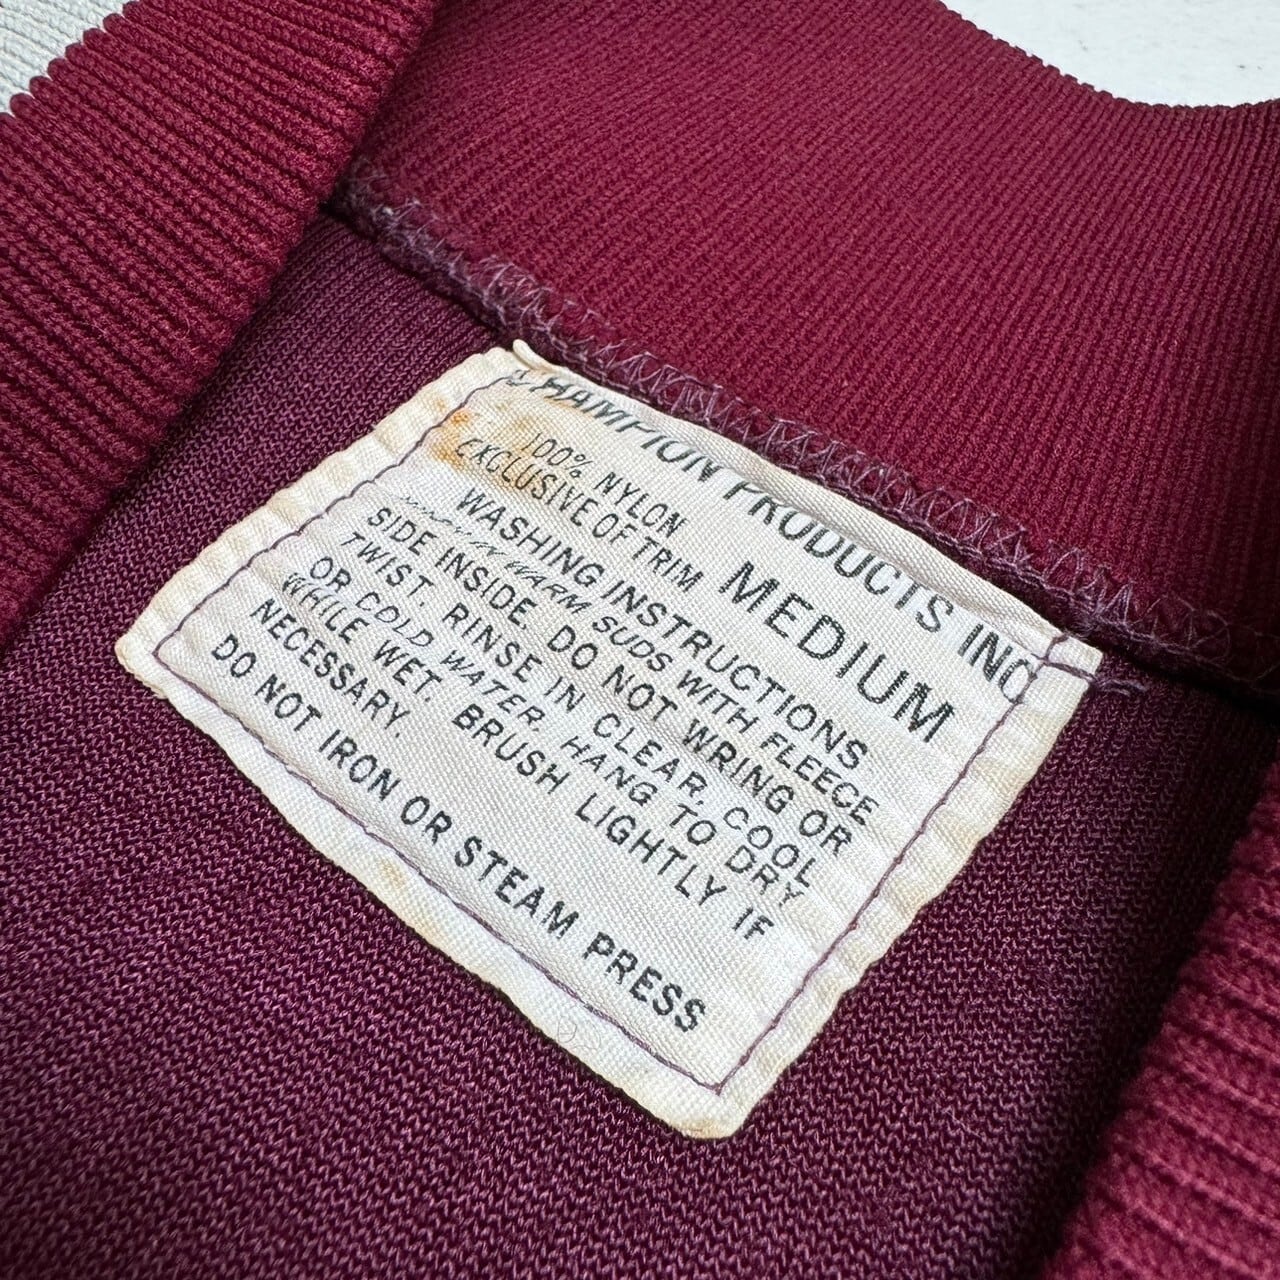 CHAMPION PRODUCTS INC
100% NYLON
EXCLUSIVE OF TRIM
MEDIUM
WASHING INSTRUCTIONS
IN WARM SUDS WITH FLEECE
SIDE INSIDE. DO NOT WRING OR
TWIST. RINSE IN CLEAR, COOL
OR COLD WATER. HANG TO DRY
WHILE WET. BRUSH LIGHTLY IF
NECESSARY.
DO NOT IRON OR STEAM PRESS